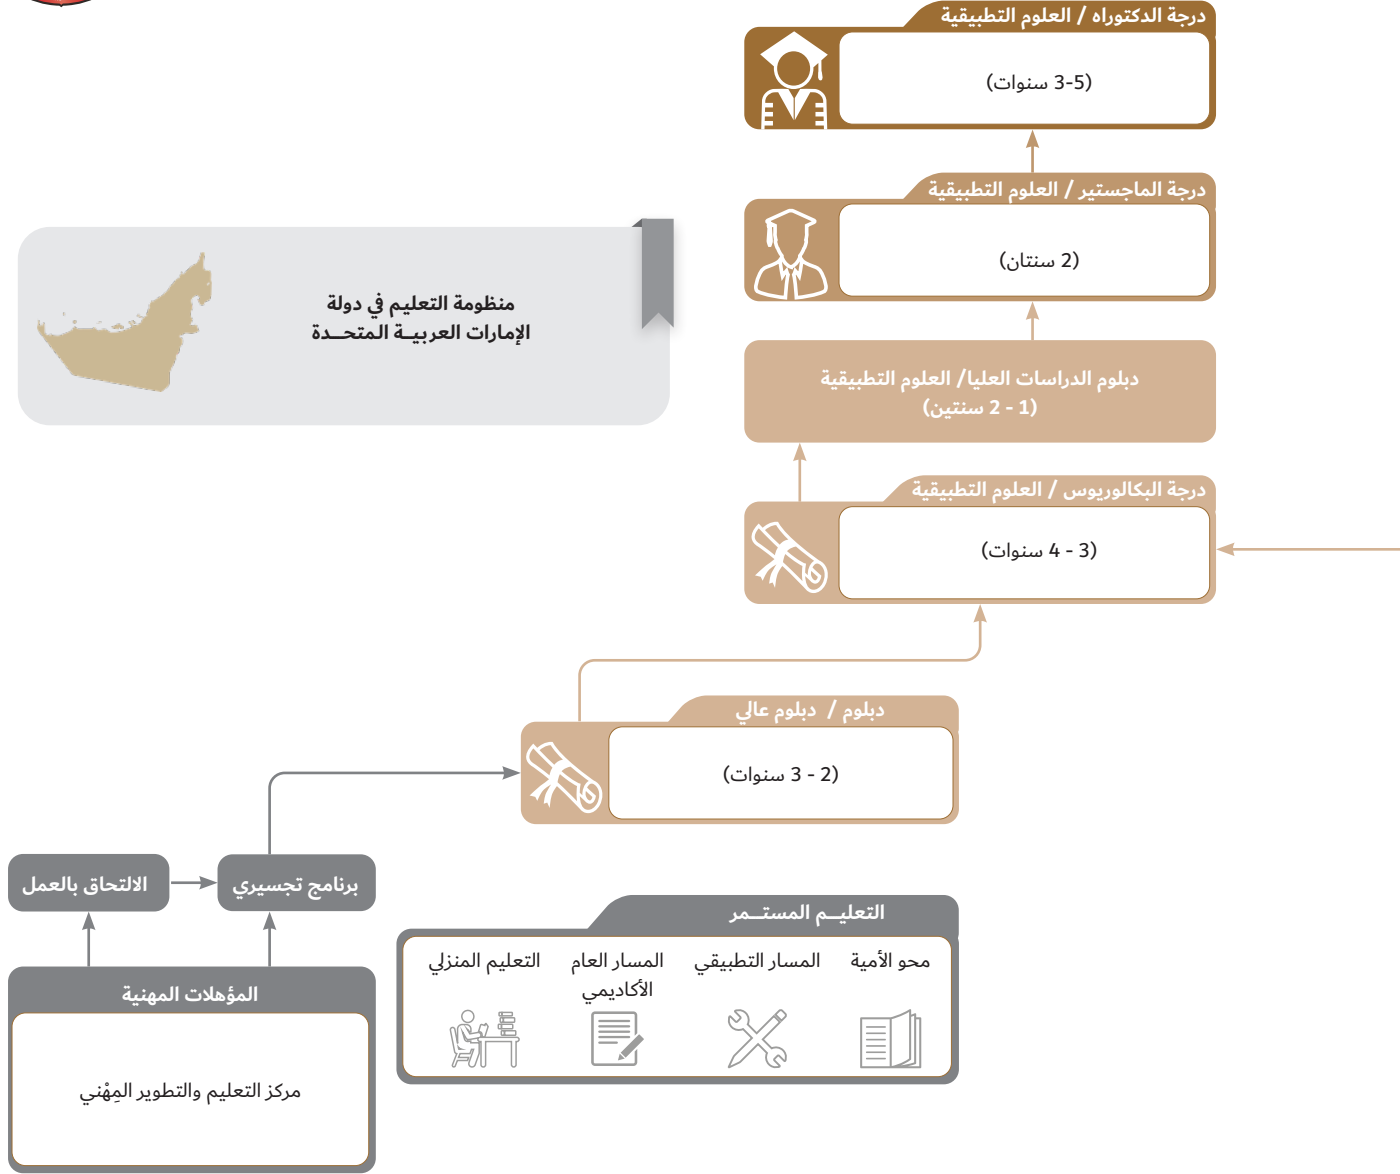 درجة الدكتوراه / العلوم التطبيقية
(3-5 سنوات)
درجة الماجستير / العلوم التطبيقية
(2 سنتان)
منظومة التعليم في دولة
الإمارات العربيــة المتحــدة
دبلوم الدراسات العليا/ العلوم التطبيقية
(1 - 2 سنتين)
درجة البكالوريوس / العلوم التطبيقية
(3 - 4 سنوات)
دبلوم / دبلوم عالي
(2 - 3 سنوات)
برنامج تجسيري
الالتحاق بالعمل
التعليــم المستــمر
محو الأمية
المسار التطبيقي
المسار العام
الأكاديمي
التعليم المنزلي
المؤهلات المهنية
مركز التعليم والتطوير المِهْني